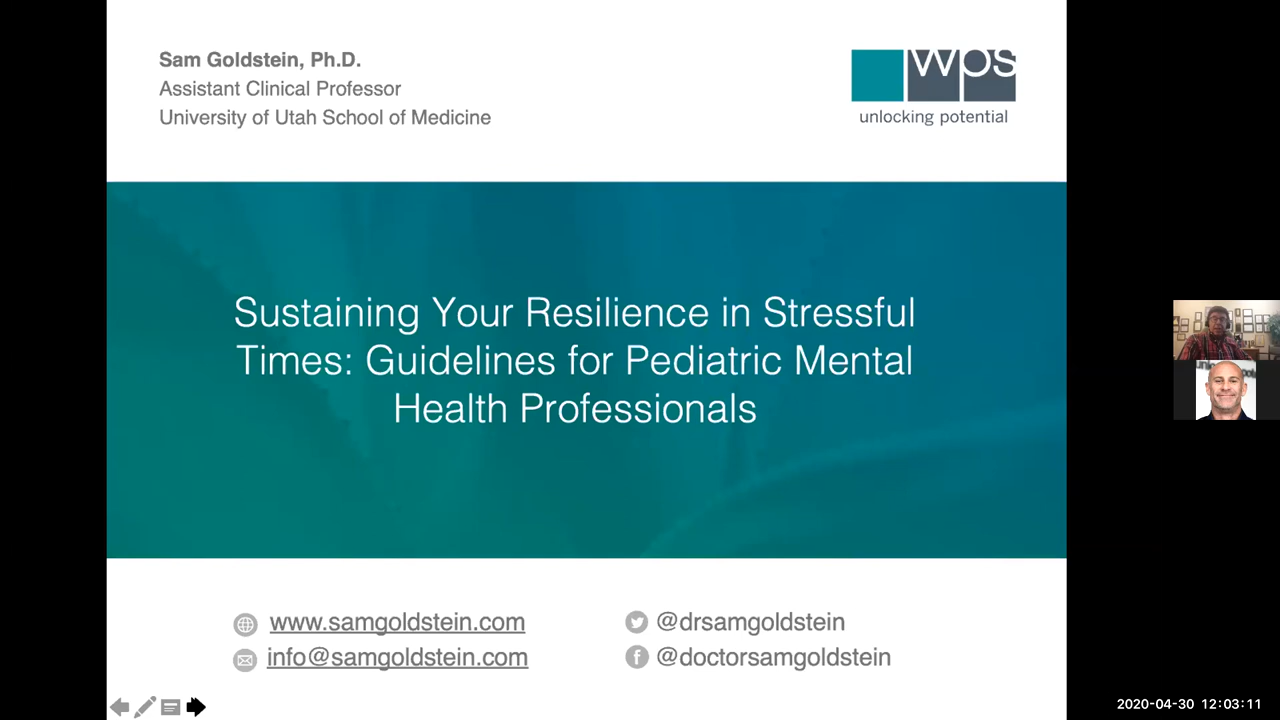 Sam Goldstein, Ph.D.
Assistant Clinical Professor
University of Utah School of Medicine
wps
unlocking potential
Sustaining Your Resilience in Stressful
Times: Guidelines for Pediatric Mental
Health Professionals
www.samgoldstein.com
@drsamgoldstein
info@samgoldstein.com
@doctorsamgoldstein
2020-04-30 12:03:11